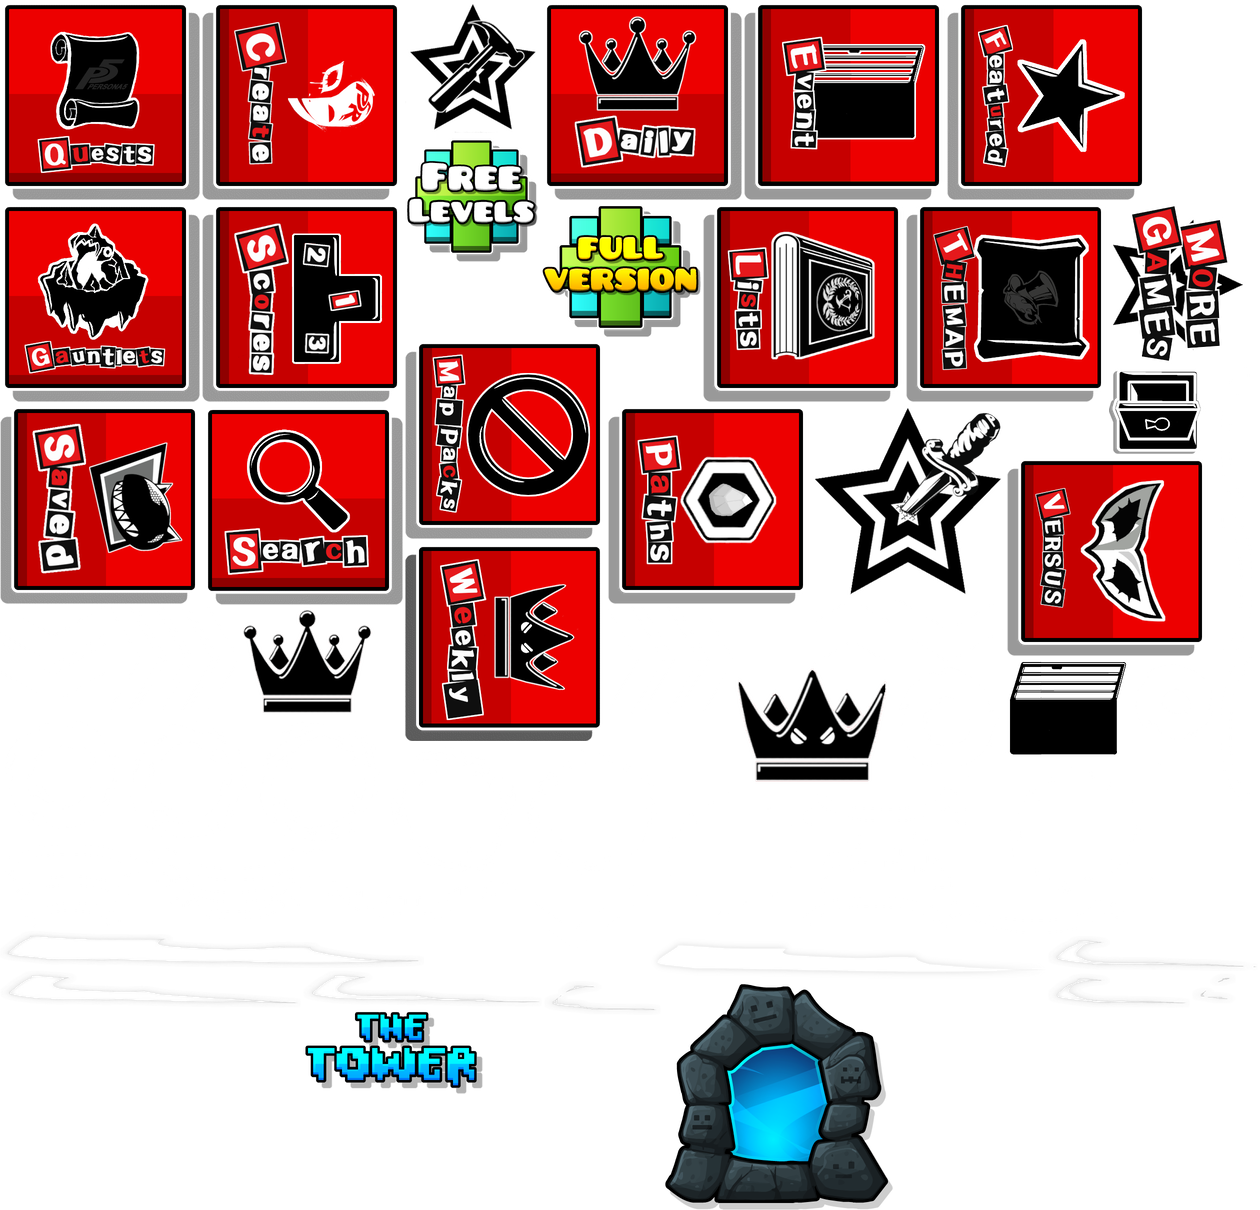 P5
PERSONA5
Quests
Create
Daily
Event
Featured
FREE
LEVELS
Gauntlets
Scores
2
1
3
FULL
VERSION
Lists
THEMAP
MORE
GAMES
Map Packs
Saved
Search
Paths
VERSUS
Weekly
THE
TOWER